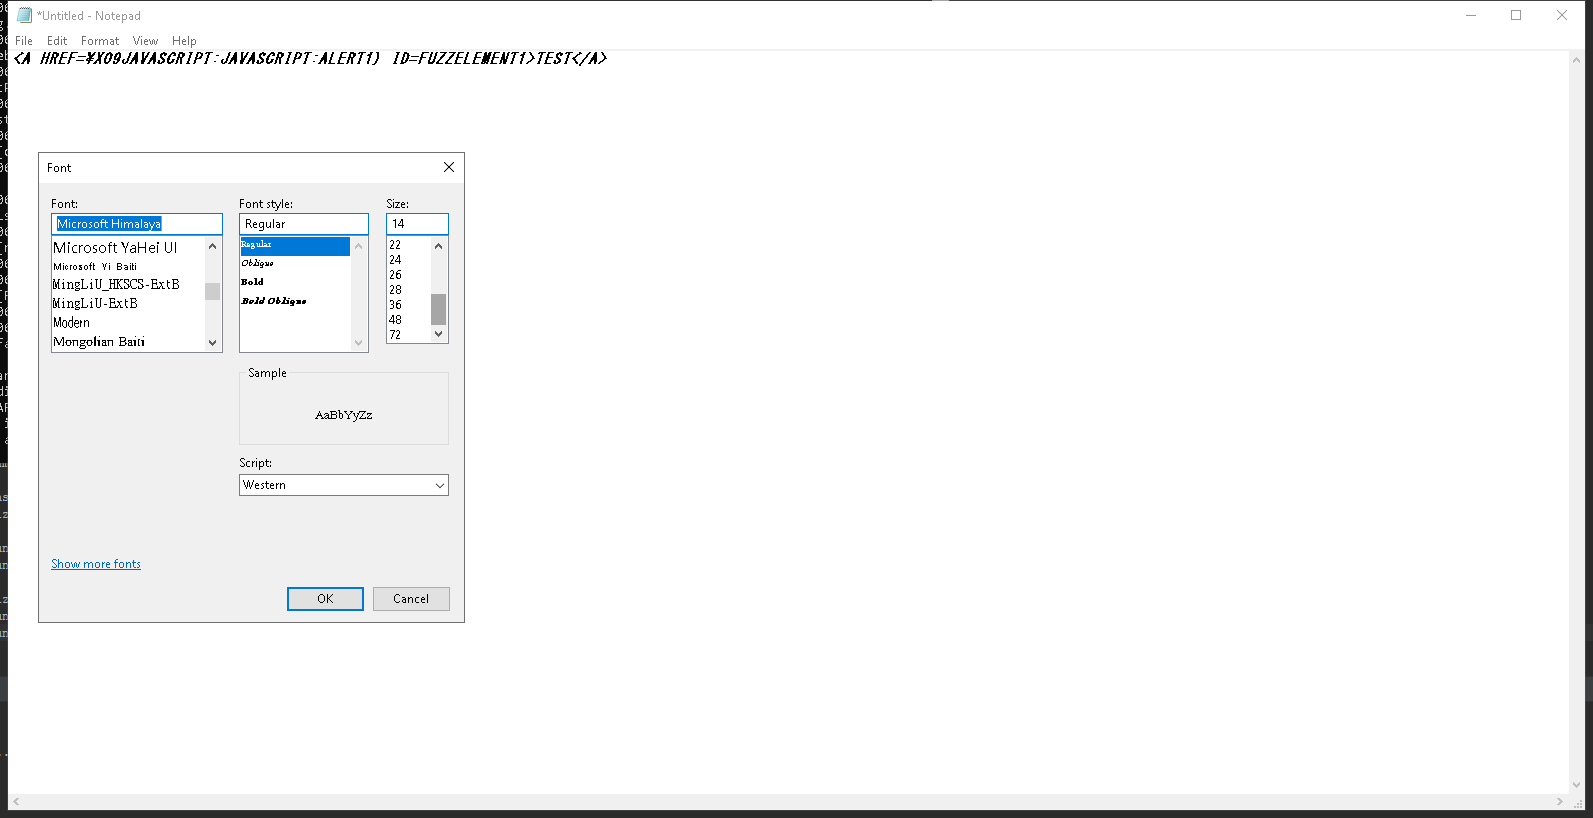 *Untitled - Notepad
File Edit Format View Help
<A HREF=¥X09JAVASCRIPT:JAVASCRIPT:ALERT1) ID=FUZZELEMENT1>TEST</A>
Font
Font: Font style: Size:
Microsoft Himalaya Regular 14
Microsoft YaHei UI
Microsoft Yi Baiti
MingLiU_HKSCS-ExtB
MingLiU-ExtB
Modern
Mongolian Baiti
Regular
Oblique
Bold
Bold Oblique
22
24
26
28
36
48
72
Sample
AaBbYyZz
Script:
Western
Show more fonts
OK Cancel